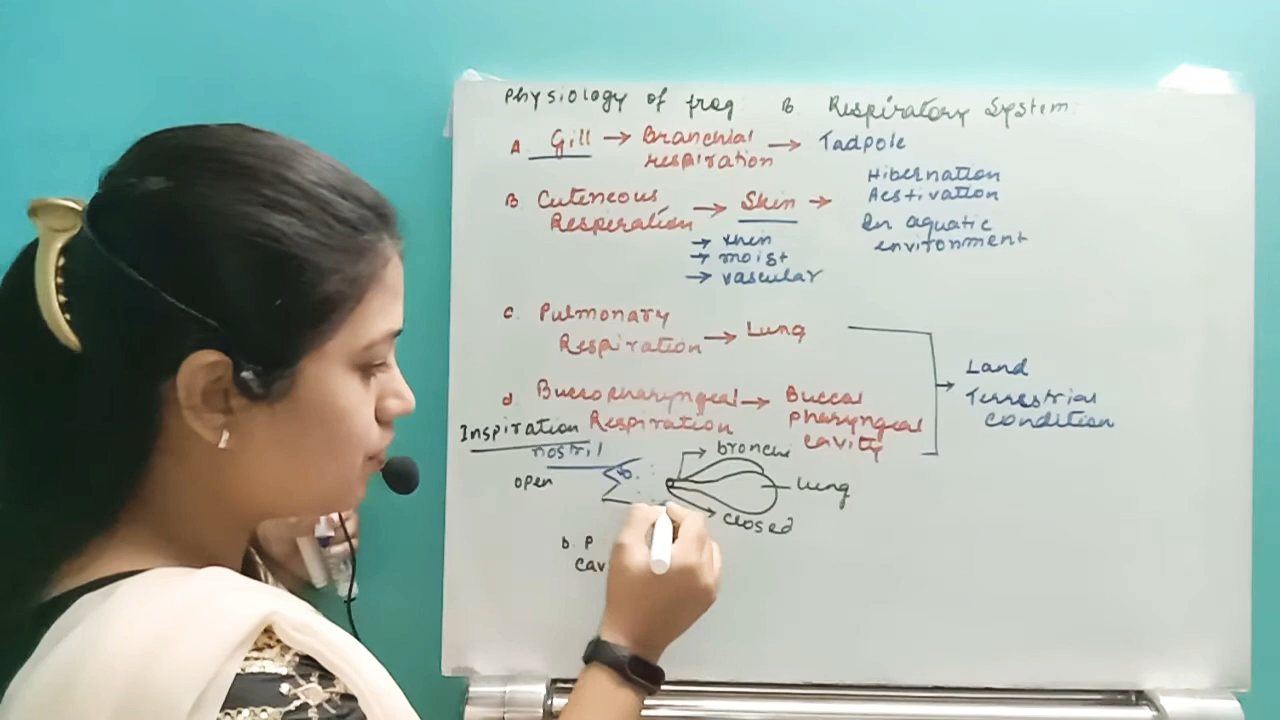 Physiology of frog B. Respiratory System
A Gill → Branchial respiration → Tadpole
B Cuteneous Respiration → Skin → Hibernation
Aestivation
In aquatic environment
→ thin
→ moist
→ vascular
c. Pulmonary Respiration → Lung
d Buccopharyngeal Respiration → Buccal pharyngeal cavity
Land
Terrestrial condition
Inspiration
nostril
open
bronchi
lung
closed
b. P
cav